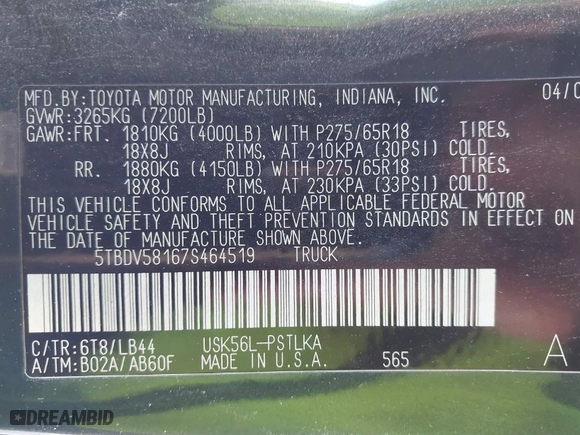 MFD.BY:TOYOTA MOTOR MANUFACTURING, INDIANA, INC. 04/0
GVWR:3265KG (7200LB)
GAWR:FRT. 1810KG (4000LB) WITH P275/65R18 TIRES,
18X8J RIMS, AT 210KPA (30PSI) COLD.
RR. 1880KG (4150LB) WITH P275/65R18 TIRES,
18X8J RIMS, AT 230KPA (33PSI) COLD.
THIS VEHICLE CONFORMS TO ALL APPLICABLE FEDERAL MOTOR
VEHICLE SAFETY AND THEFT PREVENTION STANDARDS IN EFFECT ON
THE DATE OF MANUFACTURE SHOWN ABOVE.
5TBDV58167S464519 TRUCK
C/TR:6T8/LB44 USK56L-PSTLKA
A/TM:B02A/AB60F MADE IN U.S.A. 565 A
DREAMBID